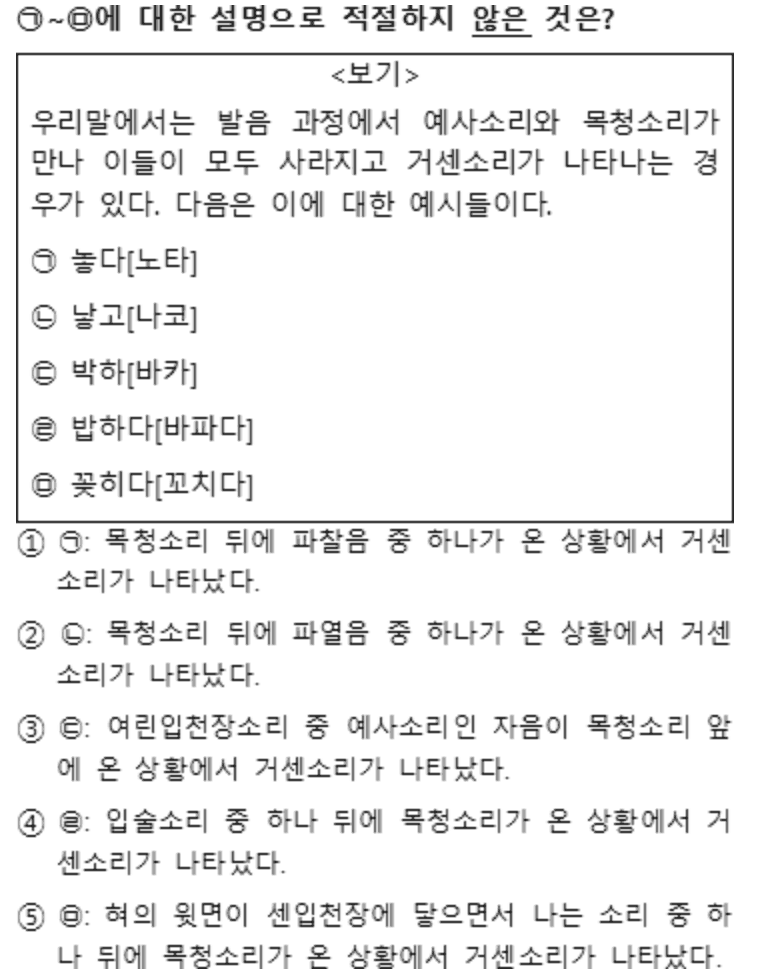 ㉠~㉤에 대한 설명으로 적절하지 않은 것은?
<보기>
우리말에서는 발음 과정에서 예사소리와 목청소리가
만나 이들이 모두 사라지고 거센소리가 나타나는 경
우가 있다. 다음은 이에 대한 예시들이다.
㉠ 놓다[노타]
㉡ 낳고[나코]
㉢ 박하[바카]
㉣ 밥하다[바파다]
㉤ 꽂히다[꼬치다]
① ㉠: 목청소리 뒤에 파찰음 중 하나가 온 상황에서 거센
소리가 나타났다.
② ㉡: 목청소리 뒤에 파열음 중 하나가 온 상황에서 거센
소리가 나타났다.
③ ㉢: 여린입천장소리 중 예사소리인 자음이 목청소리 앞
에 온 상황에서 거센소리가 나타났다.
④ ㉣: 입술소리 중 하나 뒤에 목청소리가 온 상황에서 거
센소리가 나타났다.
⑤ ㉤: 혀의 윗면이 센입천장에 닿으면서 나는 소리 중 하
나 뒤에 목청소리가 온 상황에서 거센소리가 나타났다.